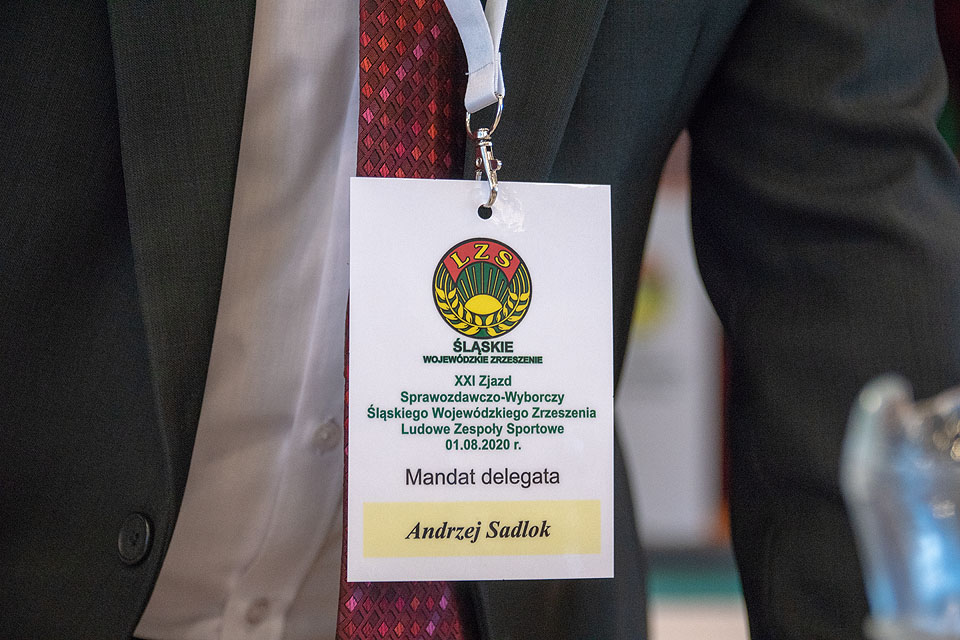 LZS
ŚLĄSKIE
WOJEWÓDZKIE ZRZESZENIE
XXI Zjazd
Sprawozdawczo-Wyborczy
Śląskiego Wojewódzkiego Zrzeszenia
Ludowe Zespoły Sportowe
01.08.2020 r.
Mandat delegata
Andrzej Sadlok